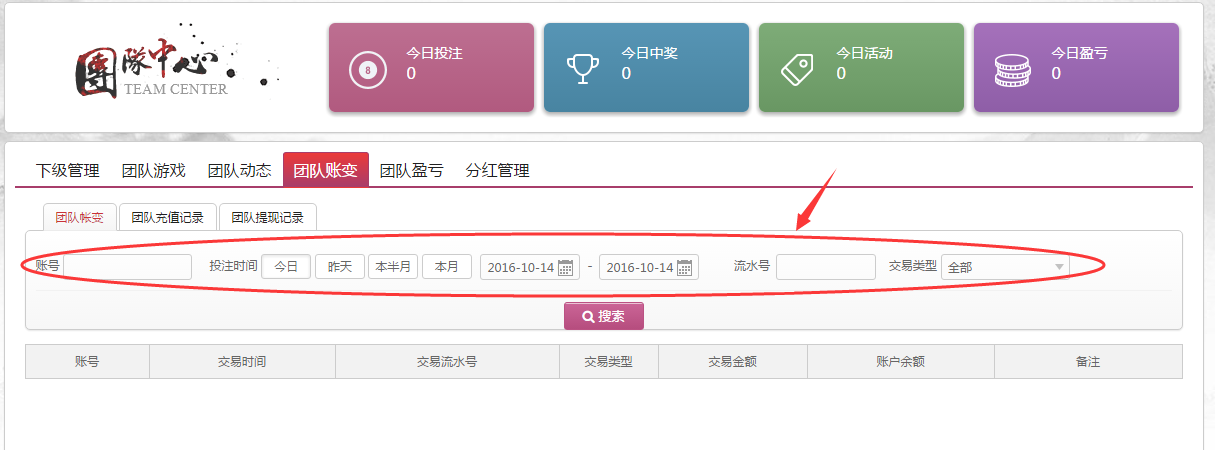 團隊中心
TEAM CENTER
8
今日投注
0
今日中奖
0
今日活动
0
今日盈亏
0
下级管理 团队游戏 团队动态 团队账变 团队盈亏 分红管理
团队帐变 团队充值记录 团队提现记录
账号 投注时间 今日 昨天 本半月 本月 2016-10-14 - 2016-10-14 流水号 交易类型 全部
搜索
账号 交易时间 交易流水号 交易类型 交易金额 账户余额 备注